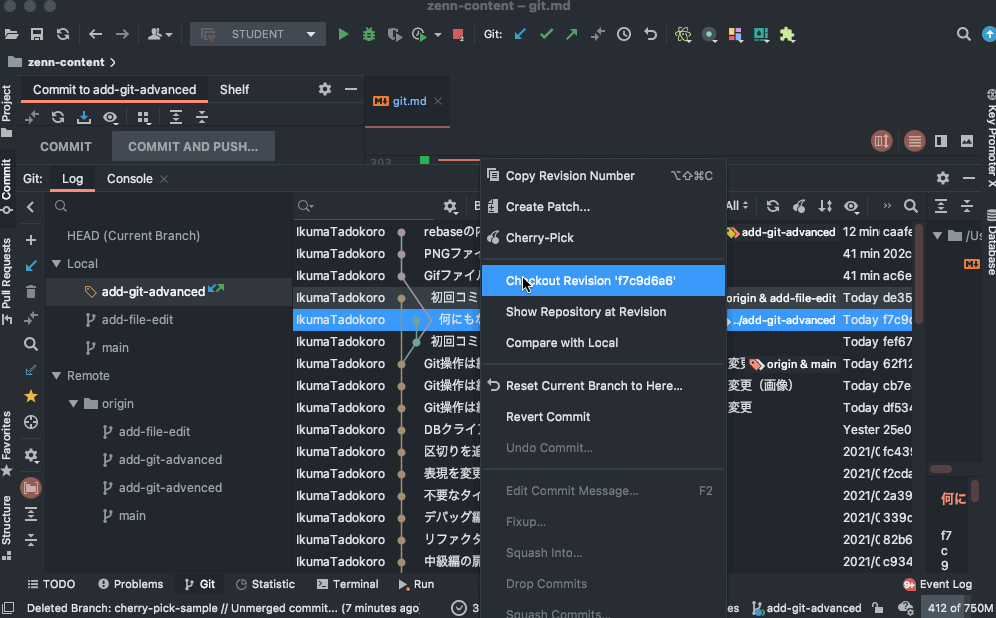 zenn-content – git.md
STUDENT
Git:
zenn-content
Project
Commit to add-git-advanced
Shelf
git.md
COMMIT
COMMIT AND PUSH...
393
Key Promoter X
Database
Commit
Pull Requests
Favorites
Structure
Git:
Log
Console
HEAD (Current Branch)
Local
add-git-advanced
add-file-edit
main
Remote
origin
add-file-edit
add-git-advanced
add-git-advenced
main
All
IkumaTadokoro rebaseの add-git-advanced 12 min caafe
IkumaTadokoro PNGファイ 41 min 202c
IkumaTadokoro Gifファイル 41 min ac6e
IkumaTadokoro 初回コミ origin & add-file-edit Today de35
IkumaTadokoro 何にもな ../add-git-advanced Today f7c9d
IkumaTadokoro 初回コミ Today fef67
IkumaTadokoro Git操作は 変更 origin & main Today 62f12
IkumaTadokoro Git操作は 変更（画像） Today cb7e
IkumaTadokoro Git操作は 変更 Today df534
IkumaTadokoro DBクライ Yester 25e0
IkumaTadokoro 区切りを追 2021/ fc43
IkumaTadokoro 表現を変更 2021/ f2cda
IkumaTadokoro 不要なタイ 2021/ 2a39
IkumaTadokoro デバッグ編 2021/ 339c
IkumaTadokoro リファクタ 2021/ 82b6
IkumaTadokoro 中級編の扉 2021/ c934
Copy Revision Number ⌥⇧⌘C
Create Patch...
Cherry-Pick
Checkout Revision 'f7c9d6a6'
Show Repository at Revision
Compare with Local
Reset Current Branch to Here...
Revert Commit
Undo Commit...
Edit Commit Message... F2
Fixup...
Squash Into...
Drop Commits
Squash Commits...
/Us
何に
f7
c
9
TODO
Problems
Git
Statistic
Terminal
Run
9+ Event Log
Deleted Branch: cherry-pick-sample // Unmerged commit... (7 minutes ago)
3
es
add-git-advanced
412 of 750M